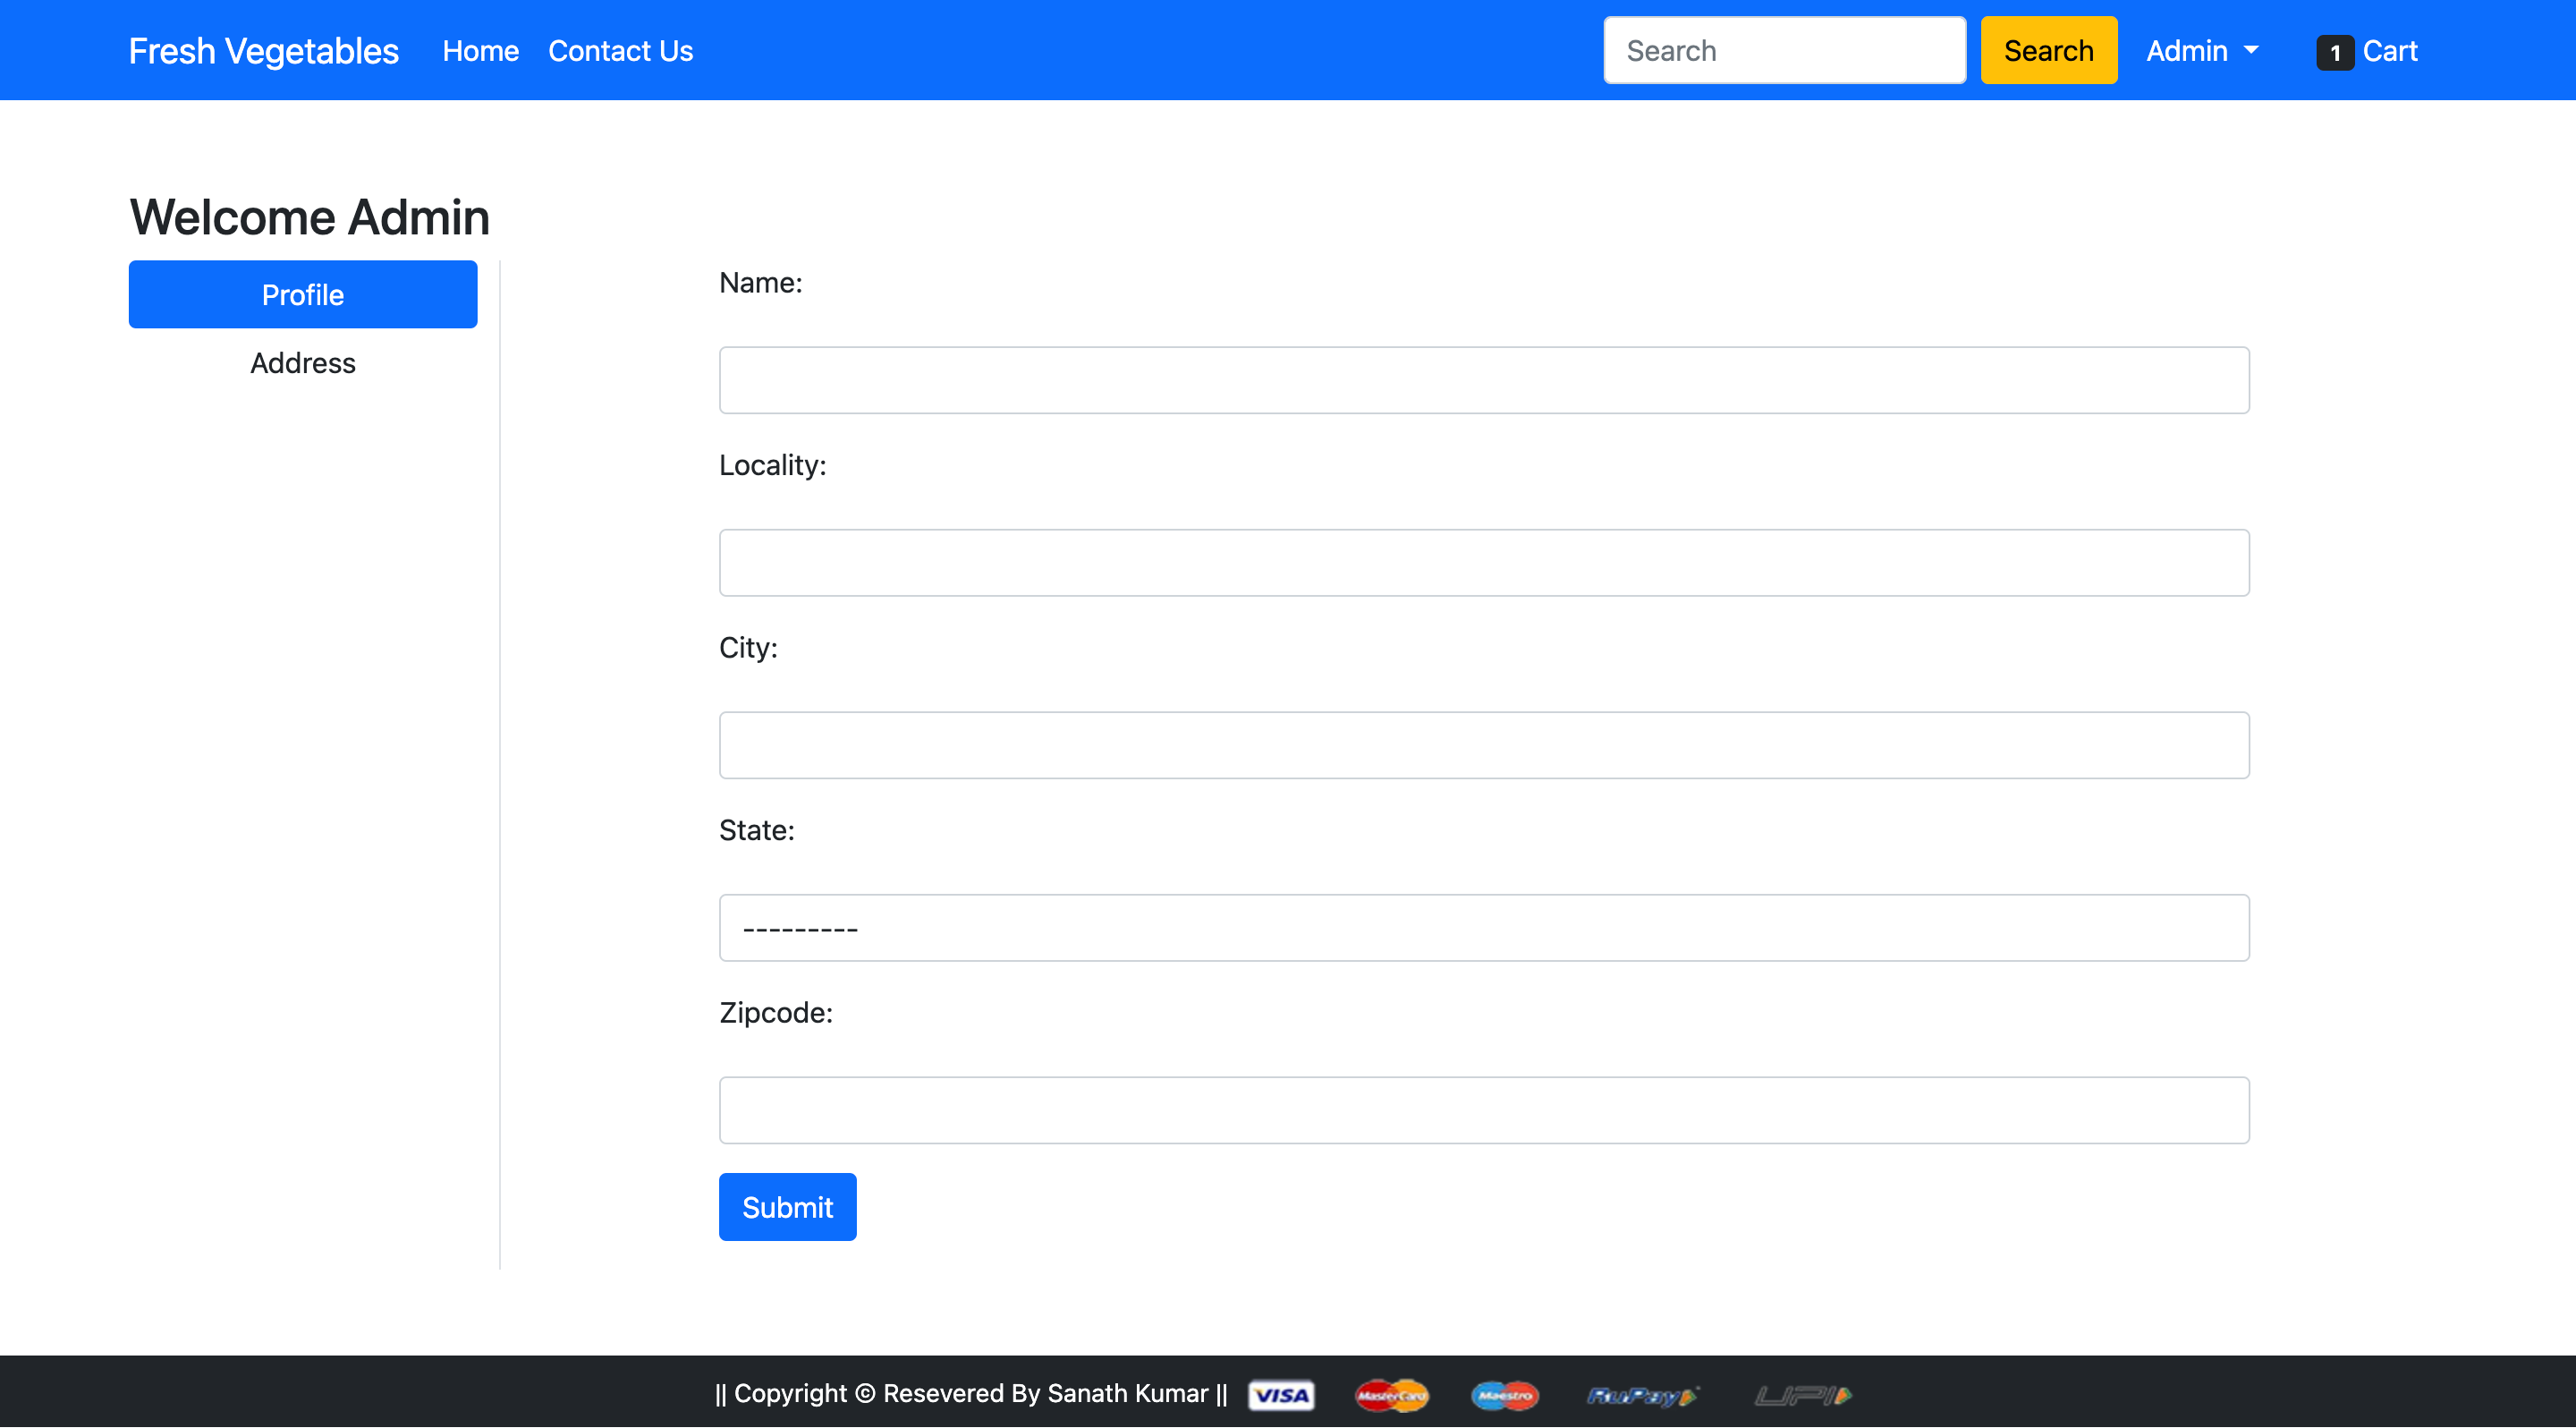 Fresh Vegetables Home Contact Us Search Search Admin 1 Cart
Welcome Admin
Profile
Address
Name:
Locality:
City:
State:
---------
Zipcode:
Submit
|| Copyright © Resevered By Sanath Kumar || VISA MasterCard Maestro RuPay UPI